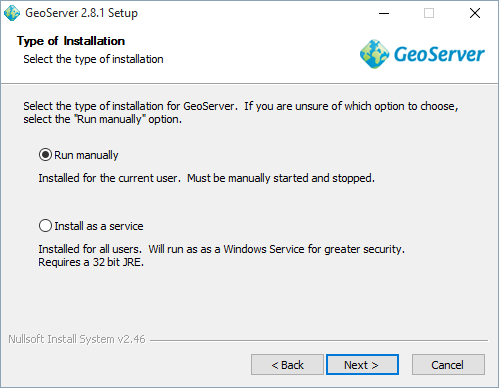 GeoServer 2.8.1 Setup
Type of Installation
Select the type of installation
GeoServer
Select the type of installation for GeoServer. If you are unsure of which option to choose,
select the "Run manually" option.
Run manually
Installed for the current user. Must be manually started and stopped.
Install as a service
Installed for all users. Will run as as a Windows Service for greater security.
Requires a 32 bit JRE.
Nullsoft Install System v2.46
< Back
Next >
Cancel